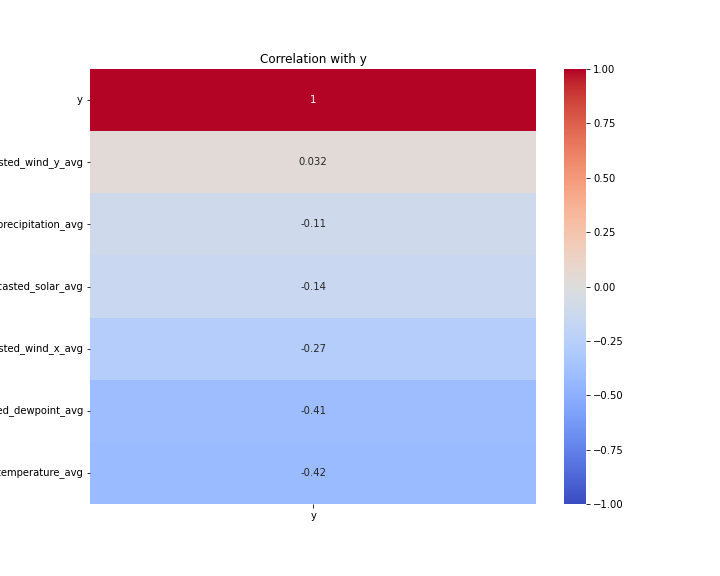 Correlation with y
y
1
sted_wind_y_avg
0.032
precipitation_avg
-0.11
casted_solar_avg
-0.14
sted_wind_x_avg
-0.27
ed_dewpoint_avg
-0.41
temperature_avg
-0.42
y
1.00
0.75
0.50
0.25
0.00
−0.25
−0.50
−0.75
−1.00